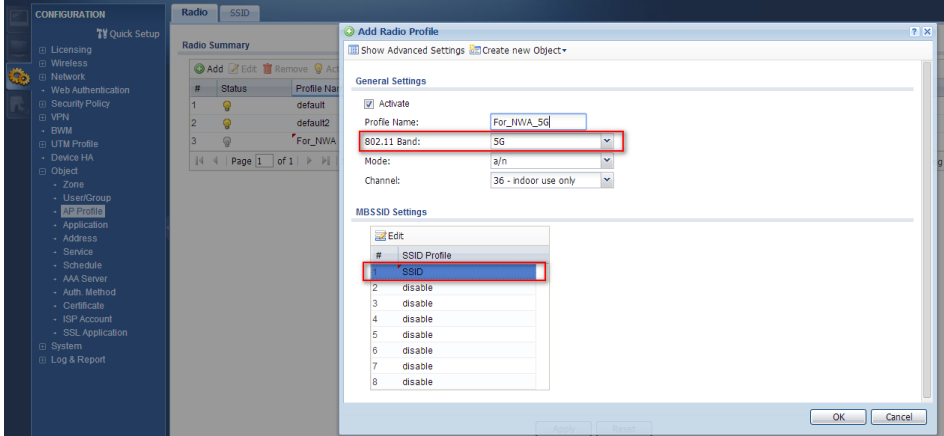 CONFIGURATION
Quick Setup
Licensing
Wireless
Network
Web Authentication
Security Policy
VPN
BWM
UTM Profile
Device HA
Object
Zone
User/Group
AP Profile
Application
Address
Service
Schedule
AAA Server
Auth. Method
Certificate
ISP Account
SSL Application
System
Log & Report
Radio SSID
Radio Summary
Add Edit Remove Act
# Status Profile Nam
1 default
2 default2
3 For_NWA
Page 1 of 1
Add Radio Profile
Show Advanced Settings Create new Object
General Settings
Activate
Profile Name: For_NWA_5G
802.11 Band: 5G
Mode: a/n
Channel: 36 - indoor use only
MBSSID Settings
Edit
# SSID Profile
1 SSID
2 disable
3 disable
4 disable
5 disable
6 disable
7 disable
8 disable
OK Cancel
Apply Reset